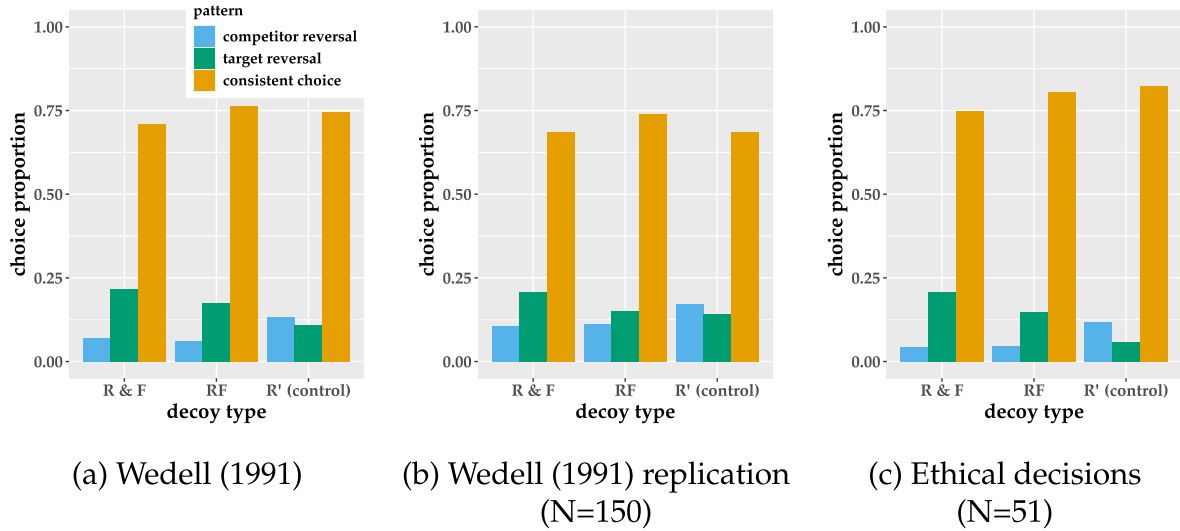 pattern
competitor reversal
target reversal
consistent choice
1.00
0.75
0.50
0.25
0.00
choice proportion
R & F
RF
R' (control)
decoy type
(a) Wedell (1991)
1.00
0.75
0.50
0.25
0.00
choice proportion
R & F
RF
R' (control)
decoy type
(b) Wedell (1991) replication
(N=150)
1.00
0.75
0.50
0.25
0.00
choice proportion
R & F
RF
R' (control)
decoy type
(c) Ethical decisions
(N=51)